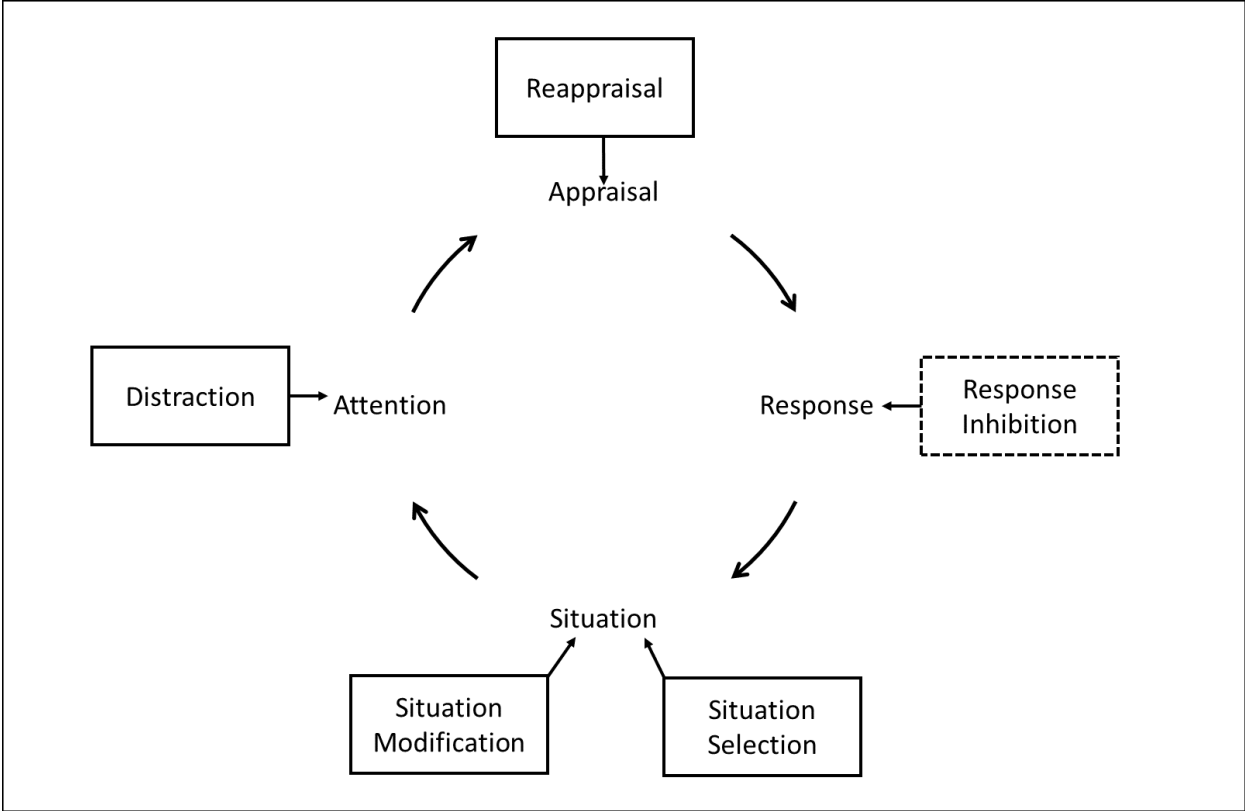 Reappraisal
Appraisal
Distraction
Attention
Response
Response
Inhibition
Situation
Situation
Modification
Situation
Selection